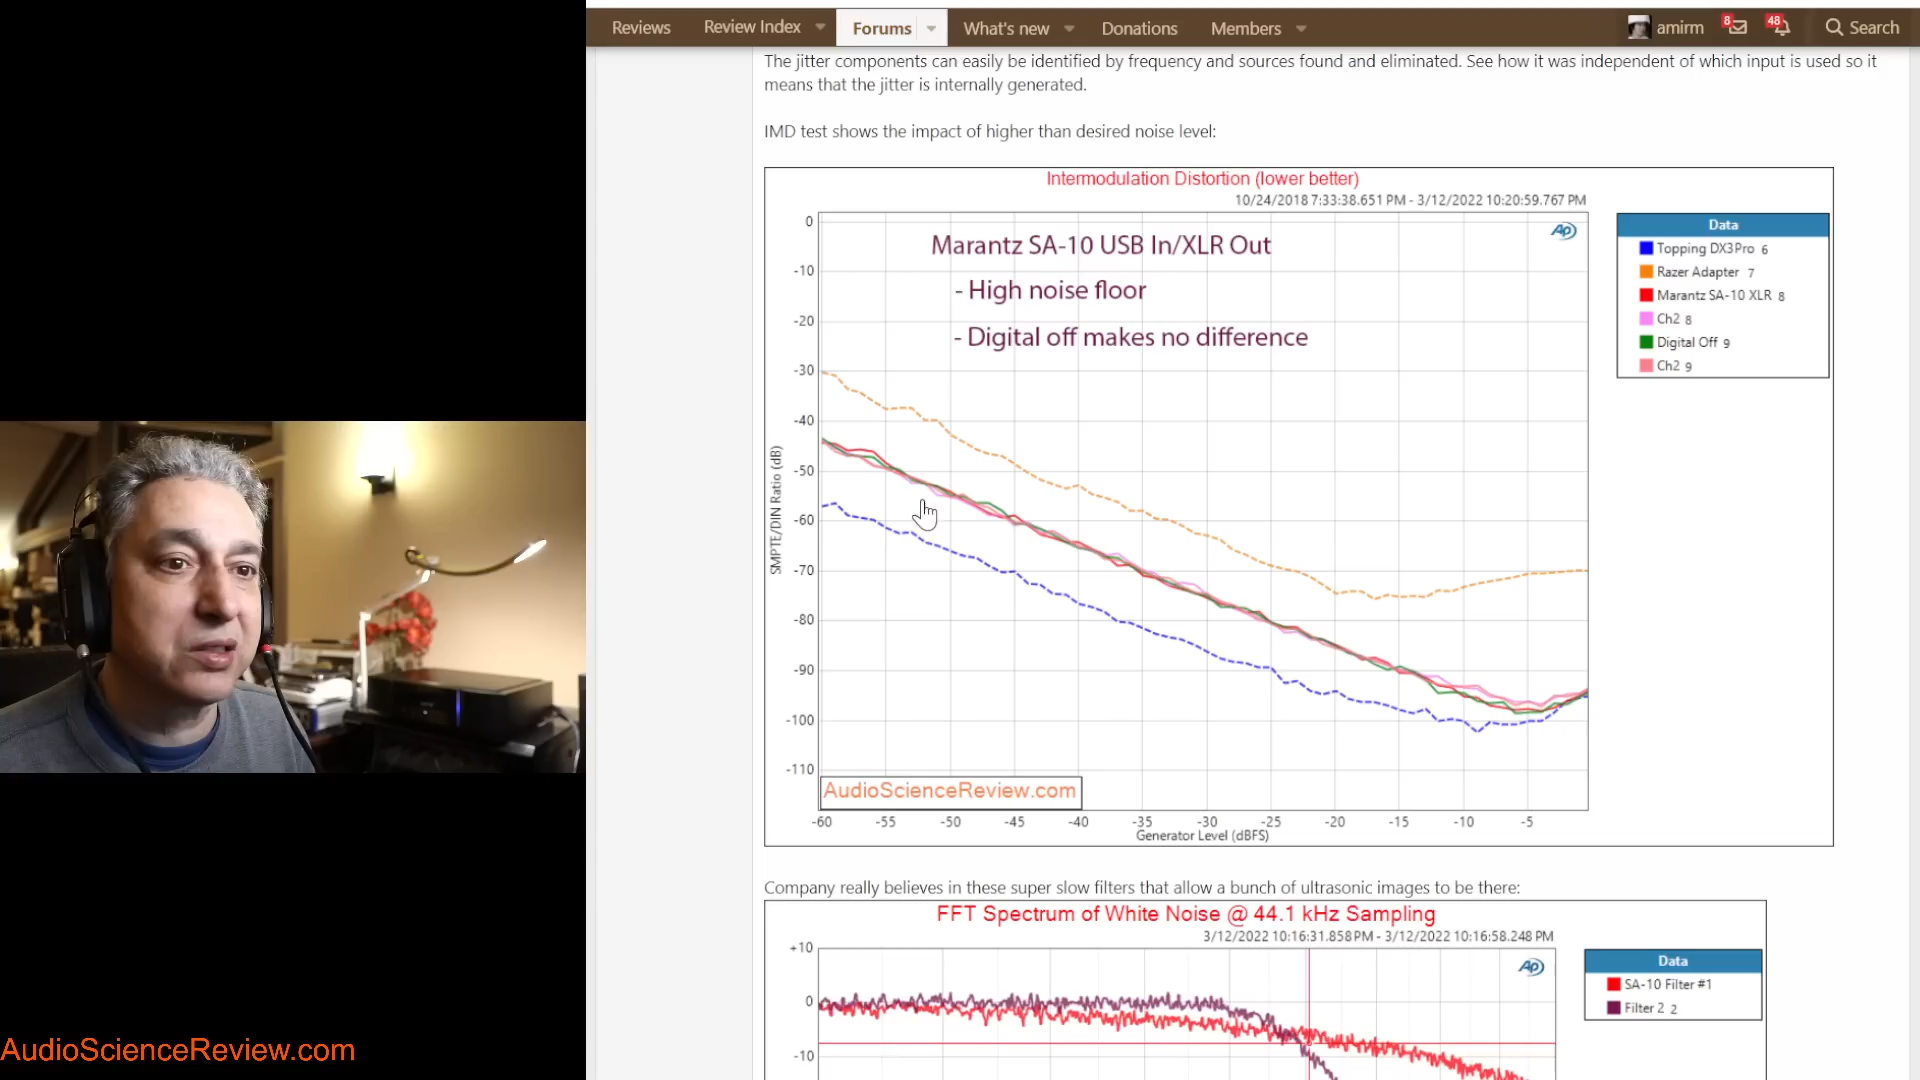 Reviews Review Index Forums What's new Donations Members amirm 8 48 Search
The jitter components can easily be identified by frequency and sources found and eliminated. See how it was independent of which input is used so it
means that the jitter is internally generated.
IMD test shows the impact of higher than desired noise level:
Intermodulation Distortion (lower better)
10/24/2018 7:33:38.651 PM - 3/12/2022 10:20:59.767 PM
Marantz SA-10 USB In/XLR Out
- High noise floor
- Digital off makes no difference
AP
Data
Topping DX3Pro 6
Razer Adapter 7
Marantz SA-10 XLR 8
Ch2 8
Digital Off 9
Ch2 9
SMPTE/DIN Ratio (dB)
0
-10
-20
-30
-40
-50
-60
-70
-80
-90
-100
-110
AudioScienceReview.com
-60 -55 -50 -45 -40 -35 -30 -25 -20 -15 -10 -5
Generator Level (dBFS)
Company really believes in these super slow filters that allow a bunch of ultrasonic images to be there:
FFT Spectrum of White Noise @ 44.1 kHz Sampling
3/12/2022 10:16:31.858 PM - 3/12/2022 10:16:58.248 PM
+10
0
-10
AP
Data
SA-10 Filter #1
Filter 2 2
AudioScienceReview.com